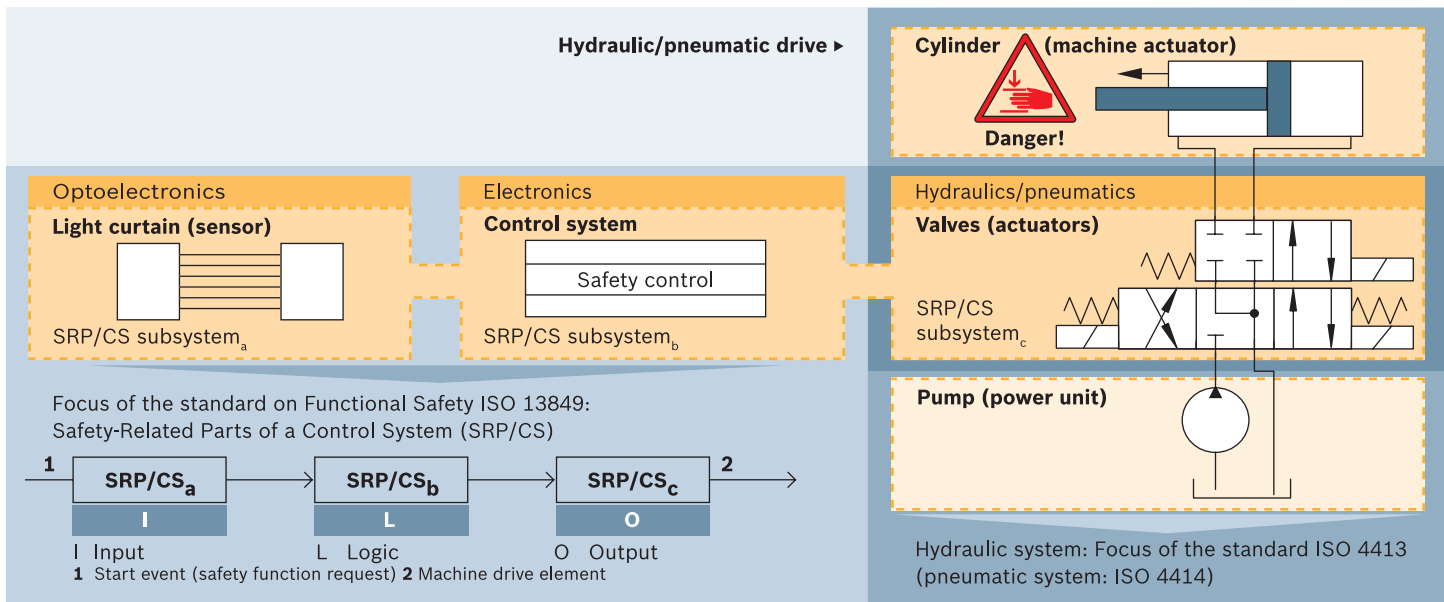 Hydraulic/pneumatic drive ▶
Cylinder (machine actuator)
Danger!
Optoelectronics
Light curtain (sensor)
SRP/CS subsystemₐ
Electronics
Control system
Safety control
SRP/CS subsystem_b
Hydraulics/pneumatics
Valves (actuators)
SRP/CS
subsystem_c
Pump (power unit)
Focus of the standard on Functional Safety ISO 13849:
Safety-Related Parts of a Control System (SRP/CS)
1
SRP/CSₐ
SRP/CS_b
SRP/CS_c
2
I
L
O
I Input
L Logic
O Output
1 Start event (safety function request) 2 Machine drive element
Hydraulic system: Focus of the standard ISO 4413
(pneumatic system: ISO 4414)